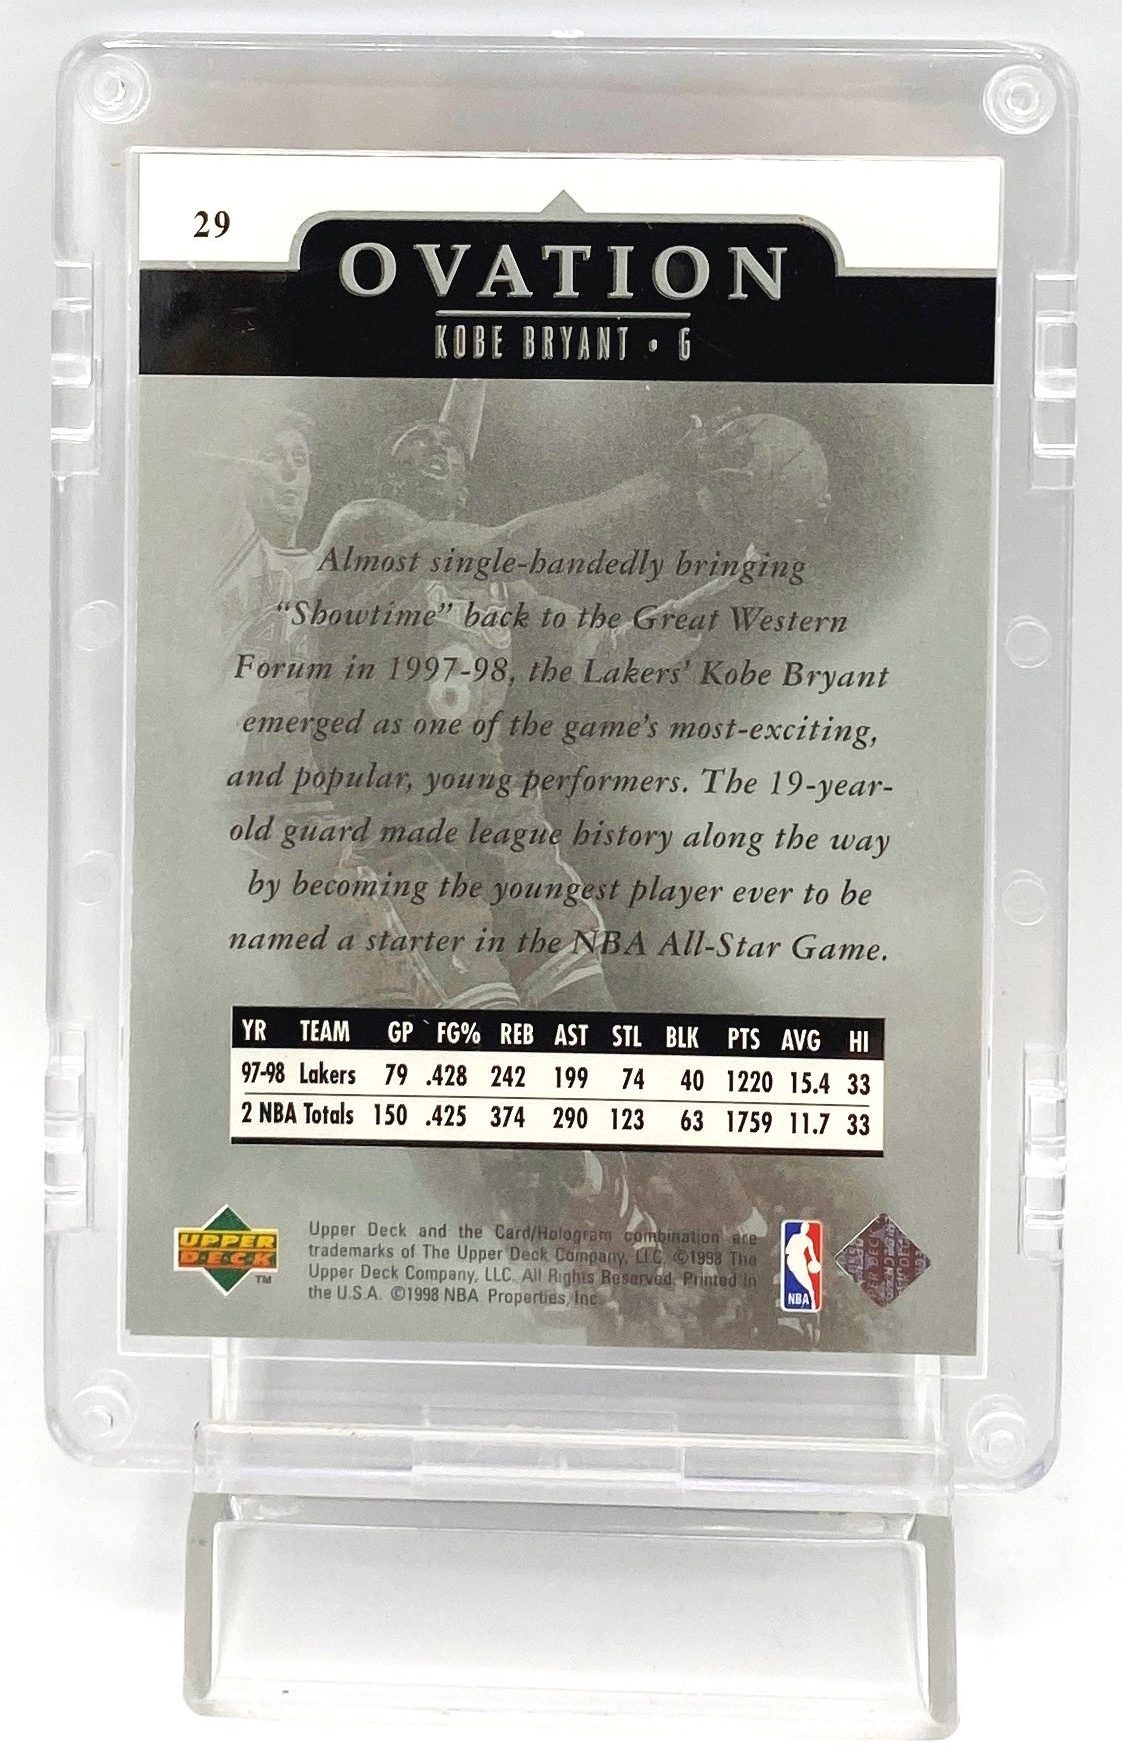 29
OVATION
KOBE BRYANT • G
Almost single-handedly bringing
"Showtime" back to the Great Western
Forum in 1997-98, the Lakers' Kobe Bryant
emerged as one of the game's most-exciting,
and popular, young performers. The 19-year-
old guard made league history along the way
by becoming the youngest player ever to be
named a starter in the NBA All-Star Game.
YR TEAM GP FG% REB AST STL BLK PTS AVG HI
97-98 Lakers 79 .428 242 199 74 40 1220 15.4 33
2 NBA Totals 150 .425 374 290 123 63 1759 11.7 33
UPPER
DECK
TM
Upper Deck and the Card/Hologram combination are
trademarks of The Upper Deck Company, LLC. ©1998 The
Upper Deck Company, LLC. All Rights Reserved. Printed in
the U.S.A. ©1998 NBA Properties, Inc.
NBA